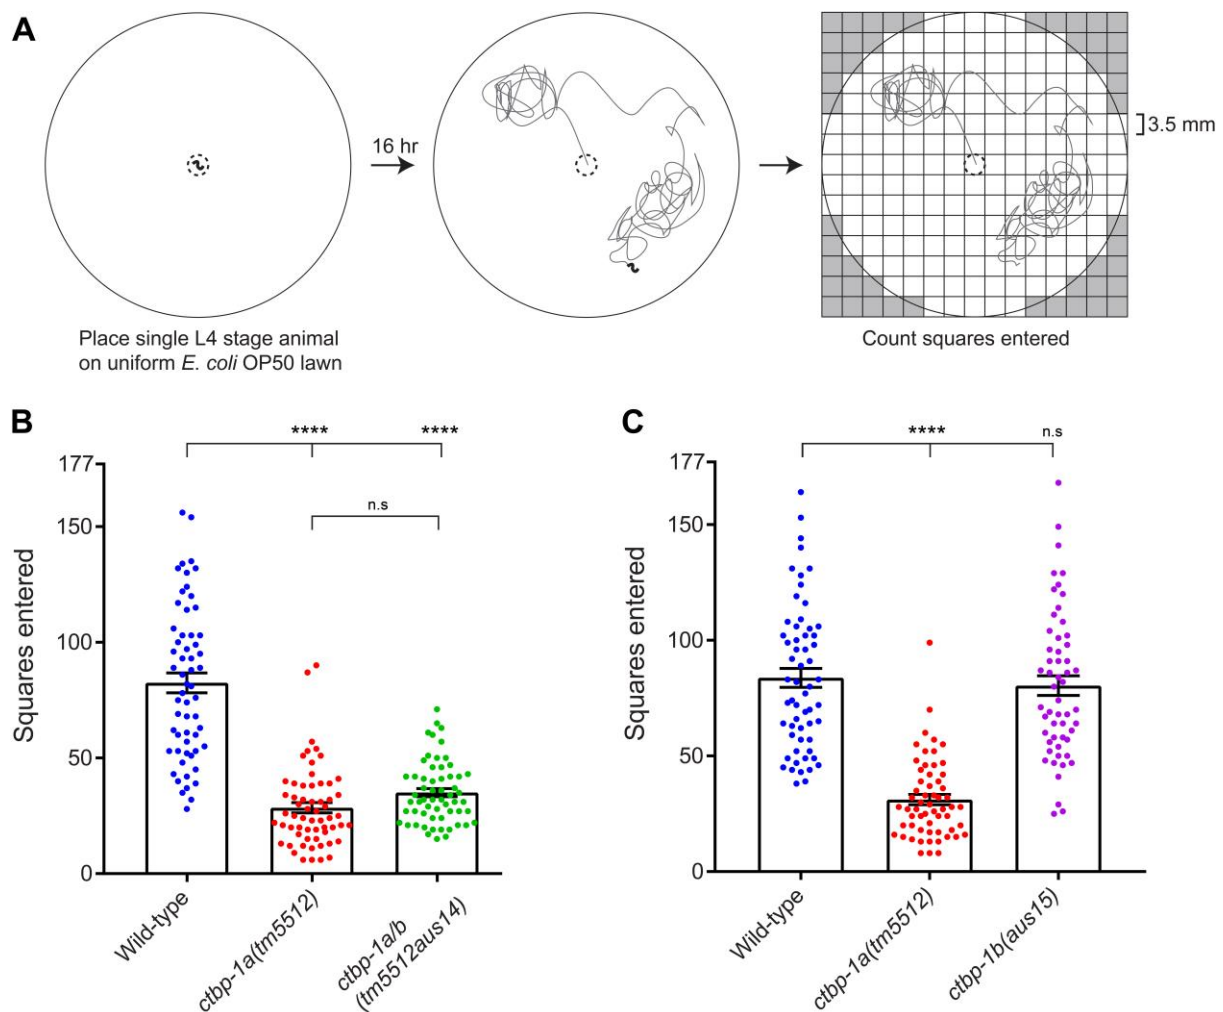 A
16 hr
3.5 mm
Place single L4 stage animal
on uniform E. coli OP50 lawn
Count squares entered
B
**** ****
n.s
177
150
100
50
0
Squares entered
Wild-type
ctbp-1a(tm5512)
ctbp-1a/b
(tm5512aus14)
C
**** n.s
177
150
100
50
0
Squares entered
Wild-type
ctbp-1a(tm5512)
ctbp-1b(aus15)